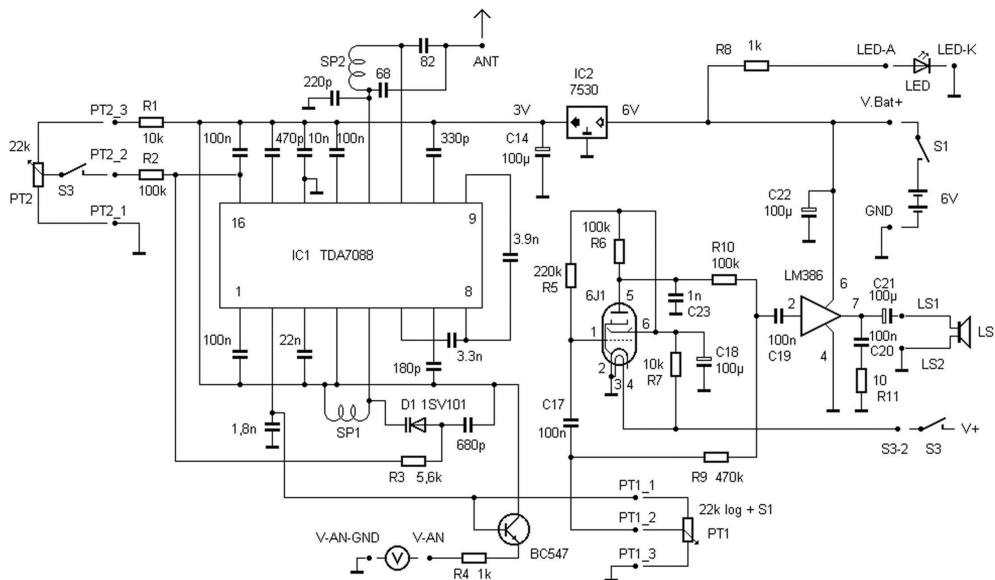 ANT
SP2
82
68
220p
R8
1k
LED-A
LED-K
LED
IC2
7530
3V
6V
V.Bat+
S1
6V
GND
C14
100µ
C22
100µ
PT2_3
R1
10k
22k
PT2
S3
PT2_2
R2
100k
PT2_1
100n
470p
10n
100n
330p
16
9
IC1 TDA7088
1
8
3.9n
100n
22n
3.3n
180p
SP1
D1 1SV101
680p
1,8n
R3 5,6k
BC547
V-AN-GND
V
V-AN
R4 1k
100k
R6
220k
R5
6J1
5
1
6
2
3
4
1n
C23
R10
100k
10k
R7
C18
100µ
C17
100n
R9 470k
100n
C19
LM386
2
6
7
4
C21
100µ
100n
C20
10
R11
LS1
LS
LS2
S3-2
S3
V+
PT1_1
PT1_2
PT1_3
22k log + S1
PT1